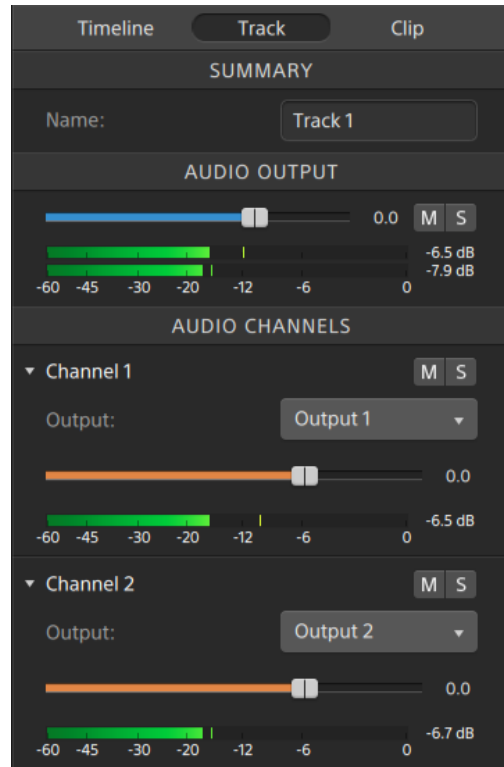 Timeline Track Clip
SUMMARY
Name: Track 1
AUDIO OUTPUT
0.0 M S
-6.5 dB
-7.9 dB
-60 -45 -30 -20 -12 -6 0
AUDIO CHANNELS
Channel 1 M S
Output: Output 1
0.0
-6.5 dB
-60 -45 -30 -20 -12 -6 0
Channel 2 M S
Output: Output 2
0.0
-6.7 dB
-60 -45 -30 -20 -12 -6 0